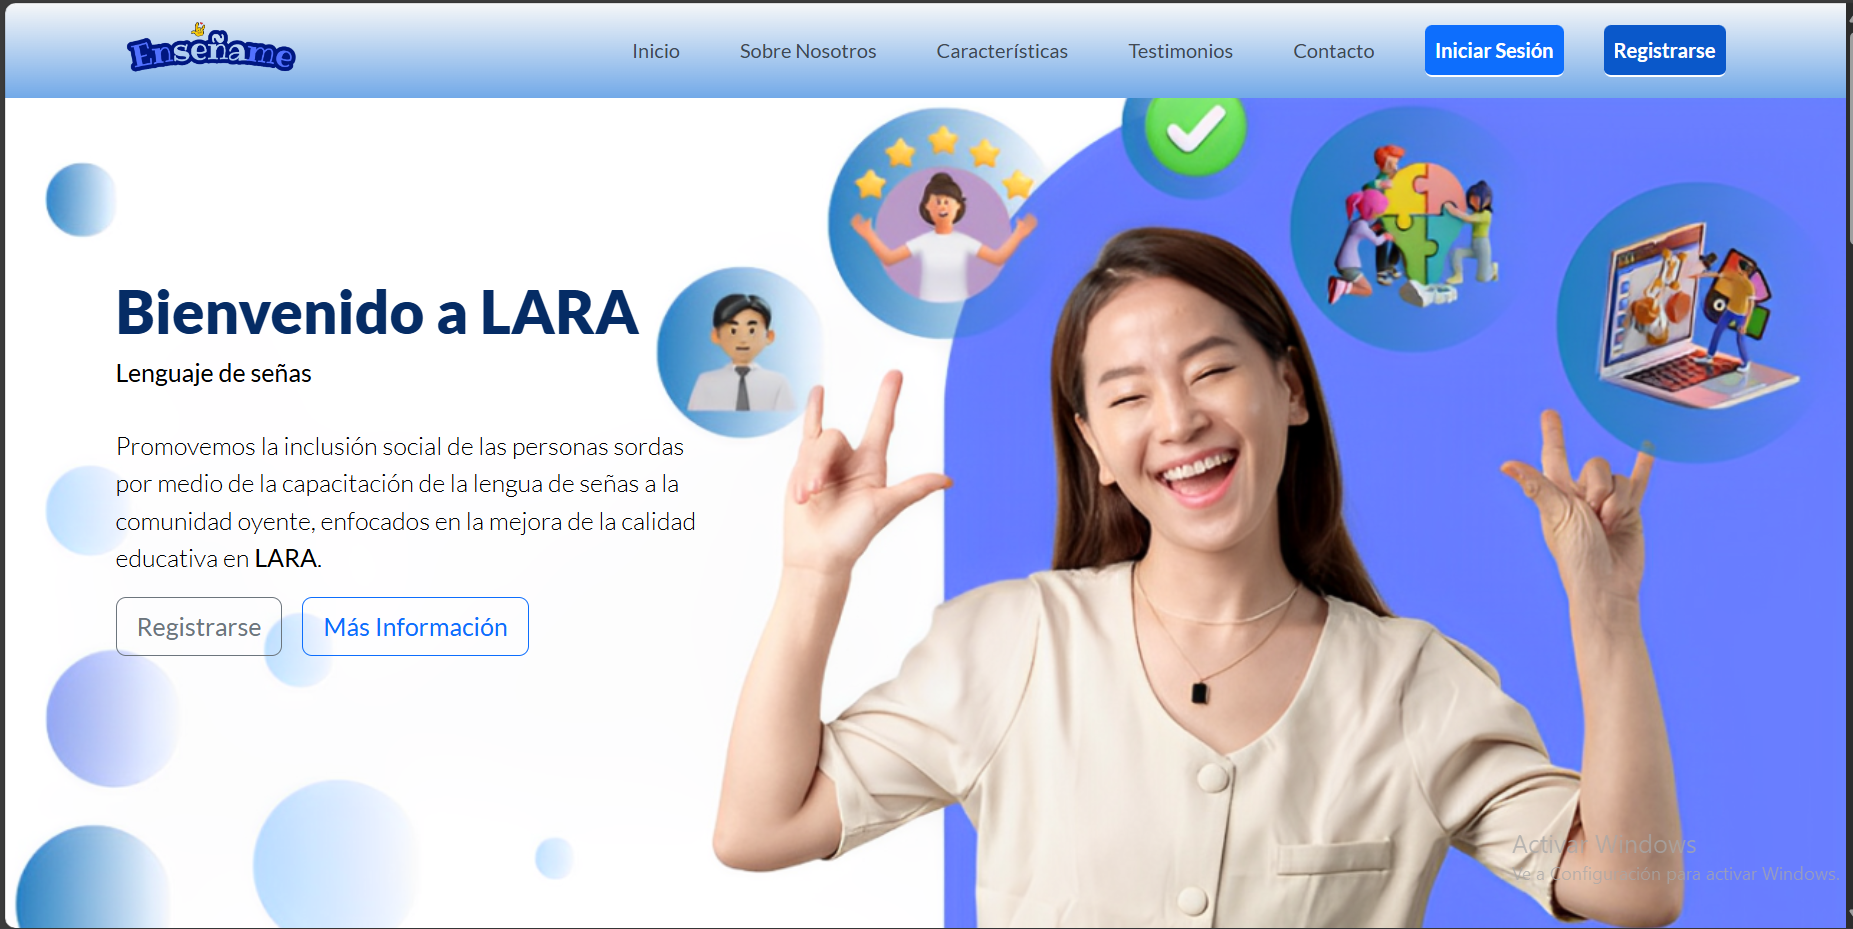 Enseñame
Inicio
Sobre Nosotros
Características
Testimonios
Contacto
Iniciar Sesión
Registrarse
Bienvenido a LARA
Lenguaje de señas
Promovemos la inclusión social de las personas sordas
por medio de la capacitación de la lengua de señas a la
comunidad oyente, enfocados en la mejora de la calidad
educativa en LARA.
Registrarse
Más Información
Activar Windows
Ve a Configuración para activar Windows.